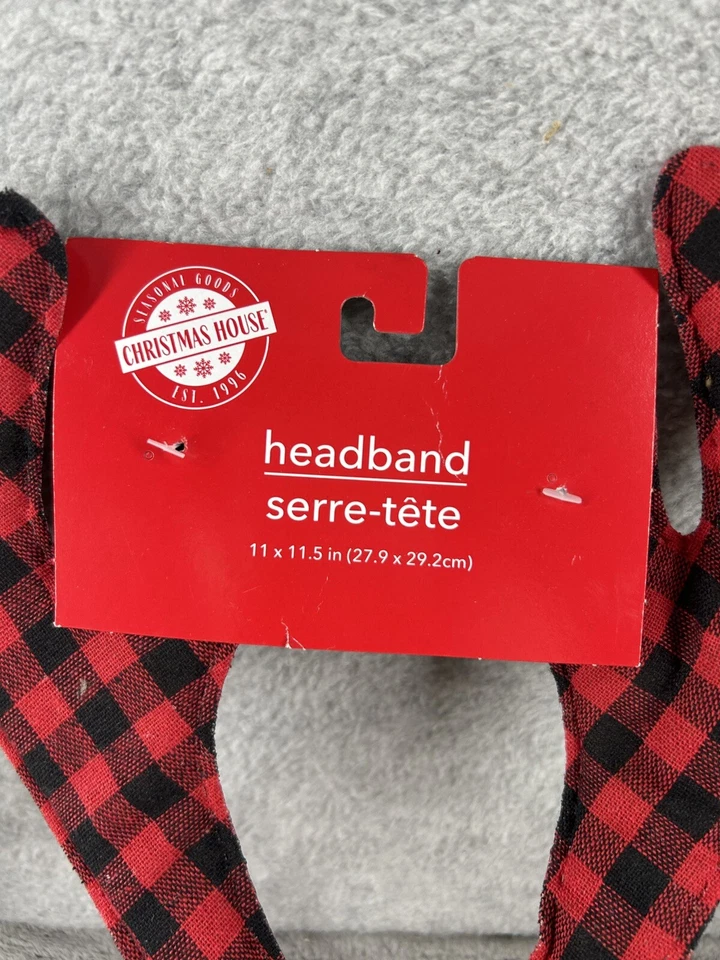 SEASONAL GOODS
CHRISTMAS HOUSE®
EST. 1996
headband
serre-tête
11 x 11.5 in (27.9 x 29.2cm)